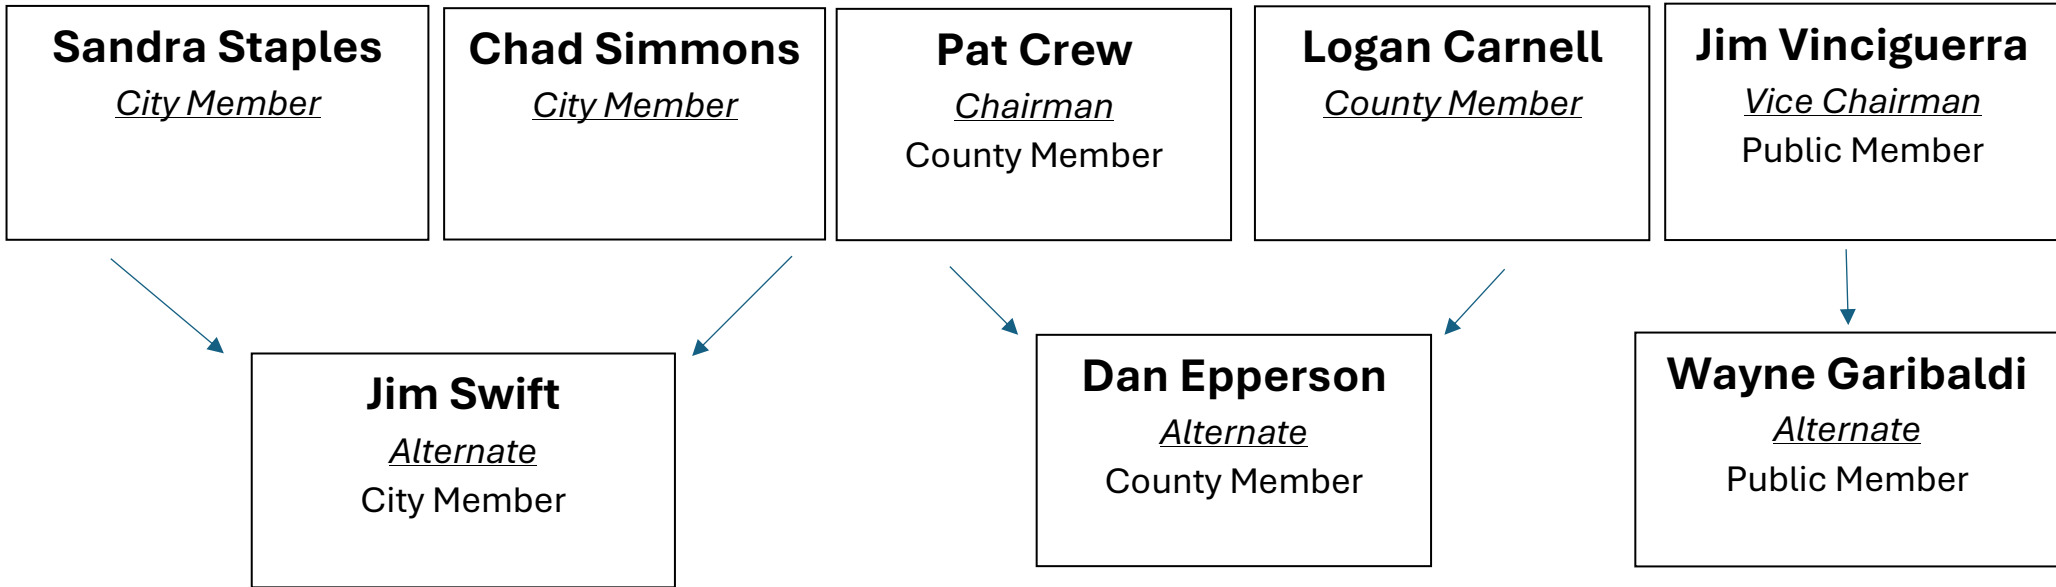 Sandra Staples
City Member
Chad Simmons
City Member
Pat Crew
Chairman
County Member
Logan Carnell
County Member
Jim Vinciguerra
Vice Chairman
Public Member
Jim Swift
Alternate
City Member
Dan Epperson
Alternate
County Member
Wayne Garibaldi
Alternate
Public Member